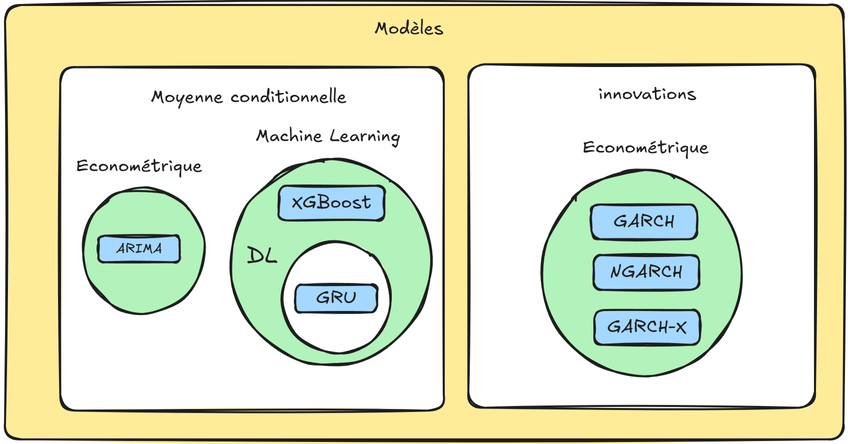 Modèles
Moyenne conditionnelle
Machine Learning
Econométrique
ARIMA
XGBoost
DL
GRU
innovations
Econométrique
GARCH
NGARCH
GARCH-X